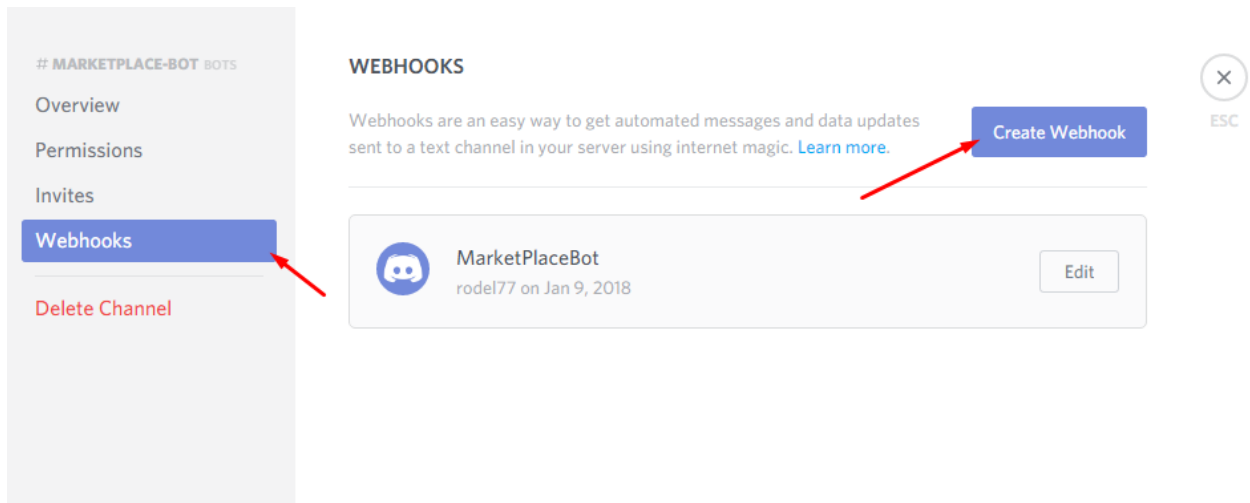 # MARKETPLACE-BOT BOTS
Overview
Permissions
Invites
Webhooks
Delete Channel
WEBHOOKS
Webhooks are an easy way to get automated messages and data updates
sent to a text channel in your server using internet magic. Learn more.
Create Webhook
MarketPlaceBot
rodel77 on Jan 9, 2018
Edit
ESC